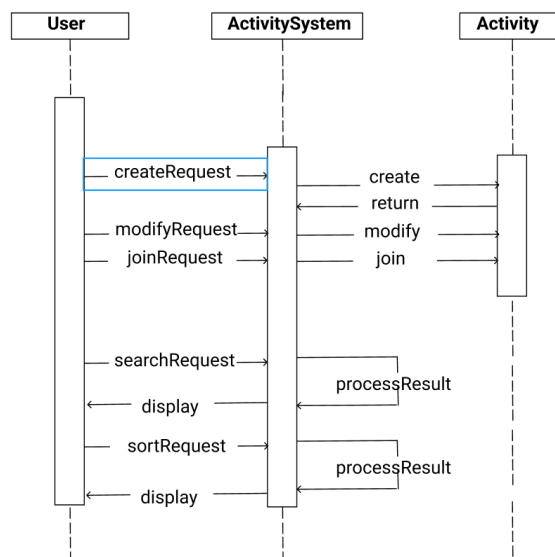 User
ActivitySystem
Activity
createRequest
create
return
modifyRequest
modify
joinRequest
join
searchRequest
processResult
display
sortRequest
processResult
display